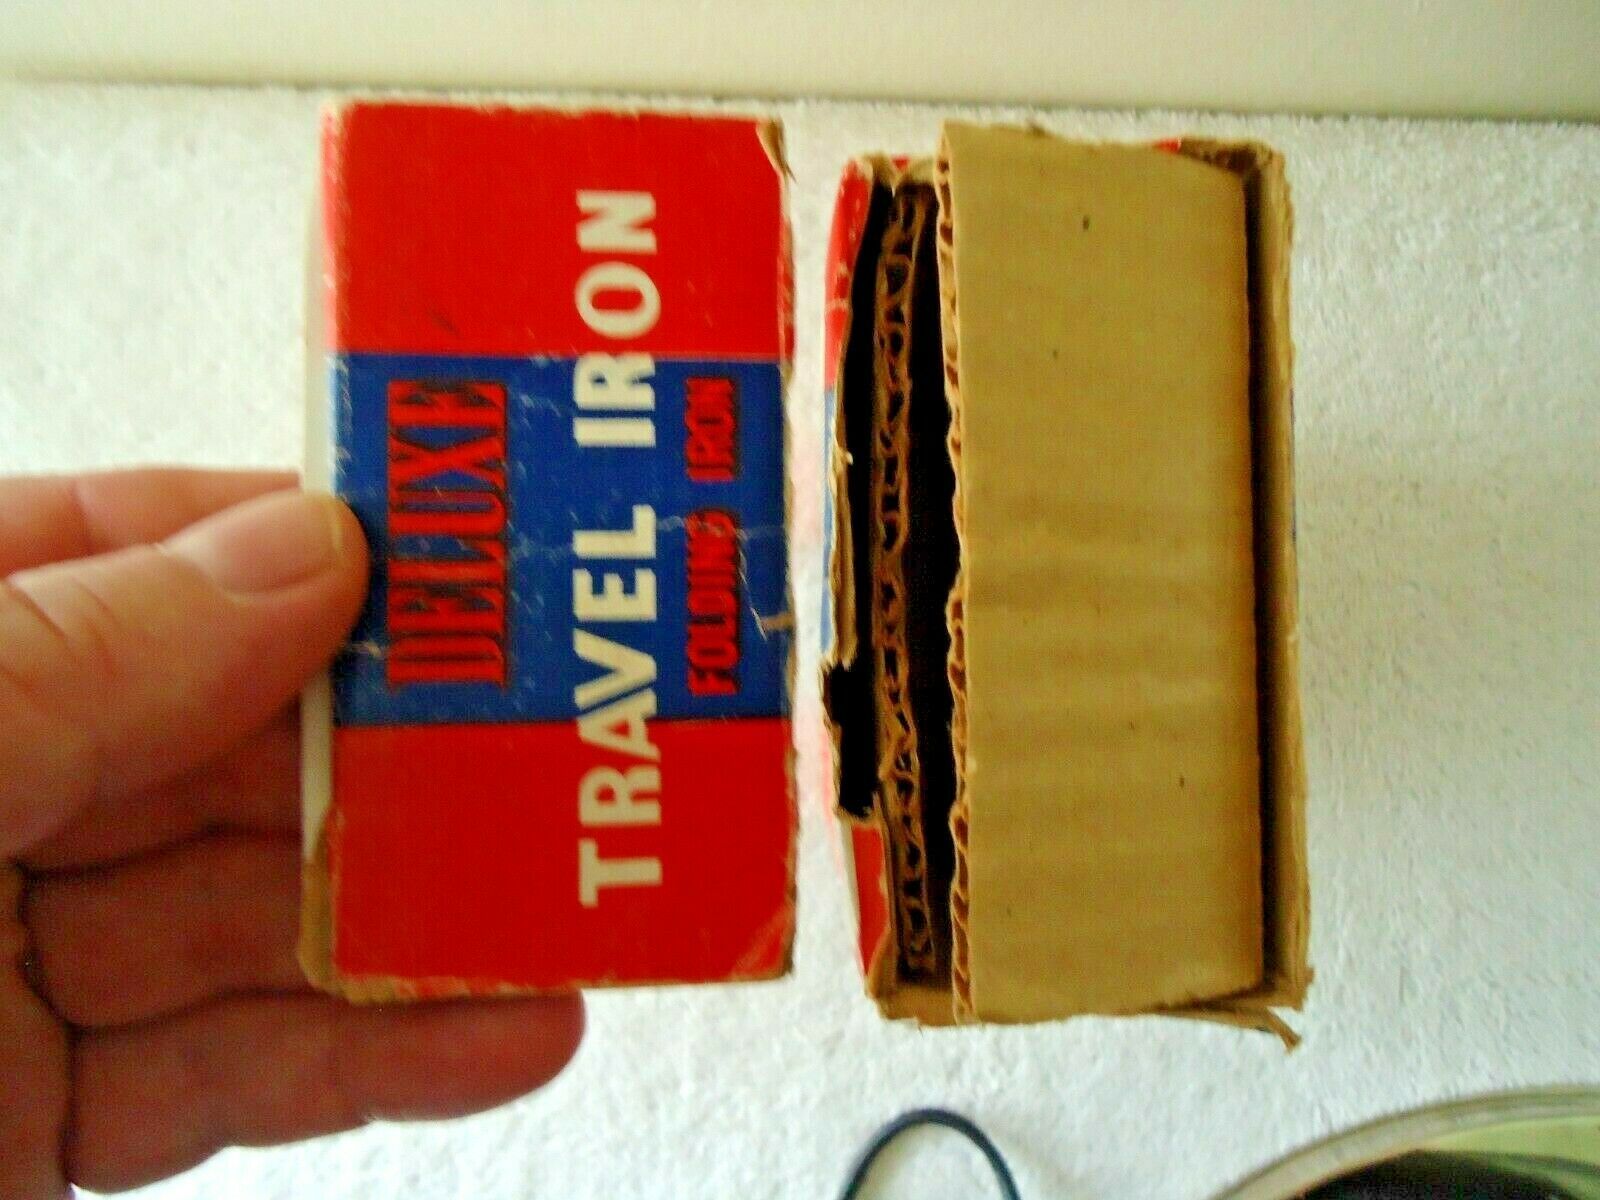 DELUXE
TRAVEL IRON
FOLDING IRON